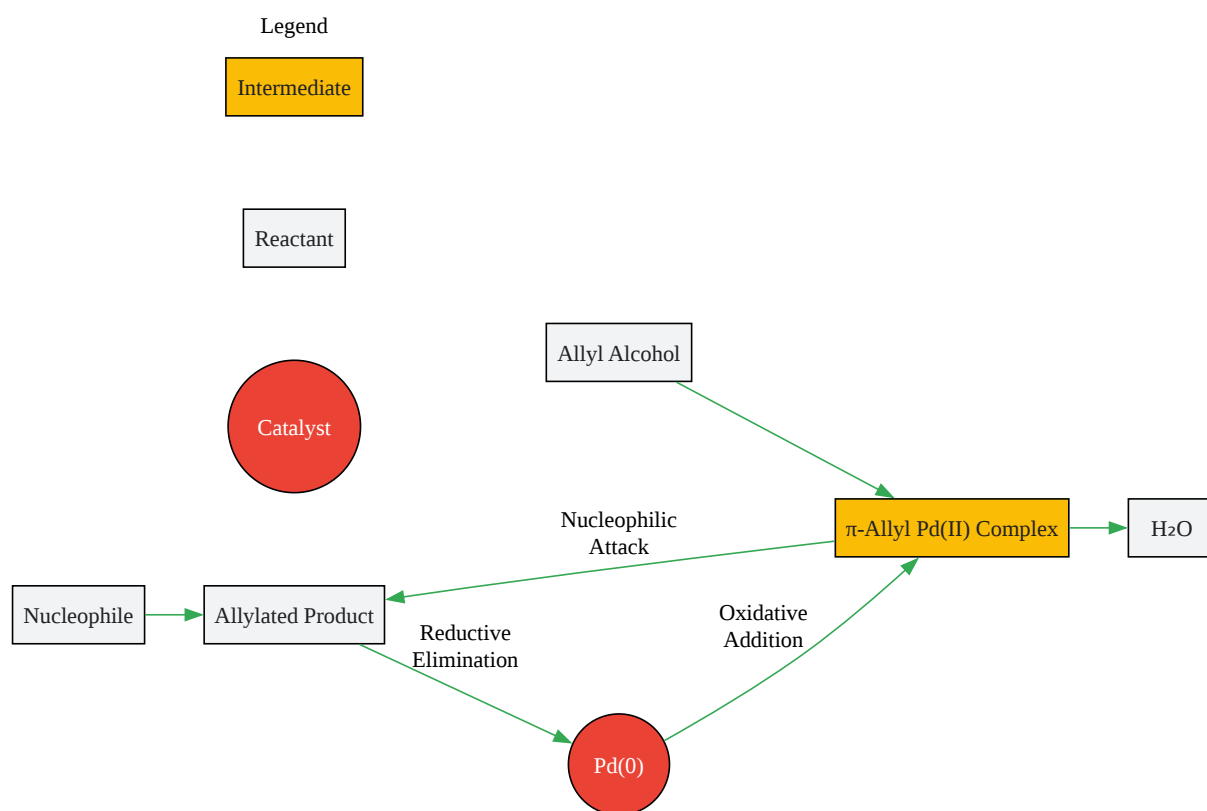 Legend
Intermediate
Reactant
Allyl Alcohol
Catalyst
π-Allyl Pd(II) Complex
H₂O
Nucleophilic
Attack
Nucleophile
Allylated Product
Oxidative
Addition
Reductive
Elimination
Pd(0)